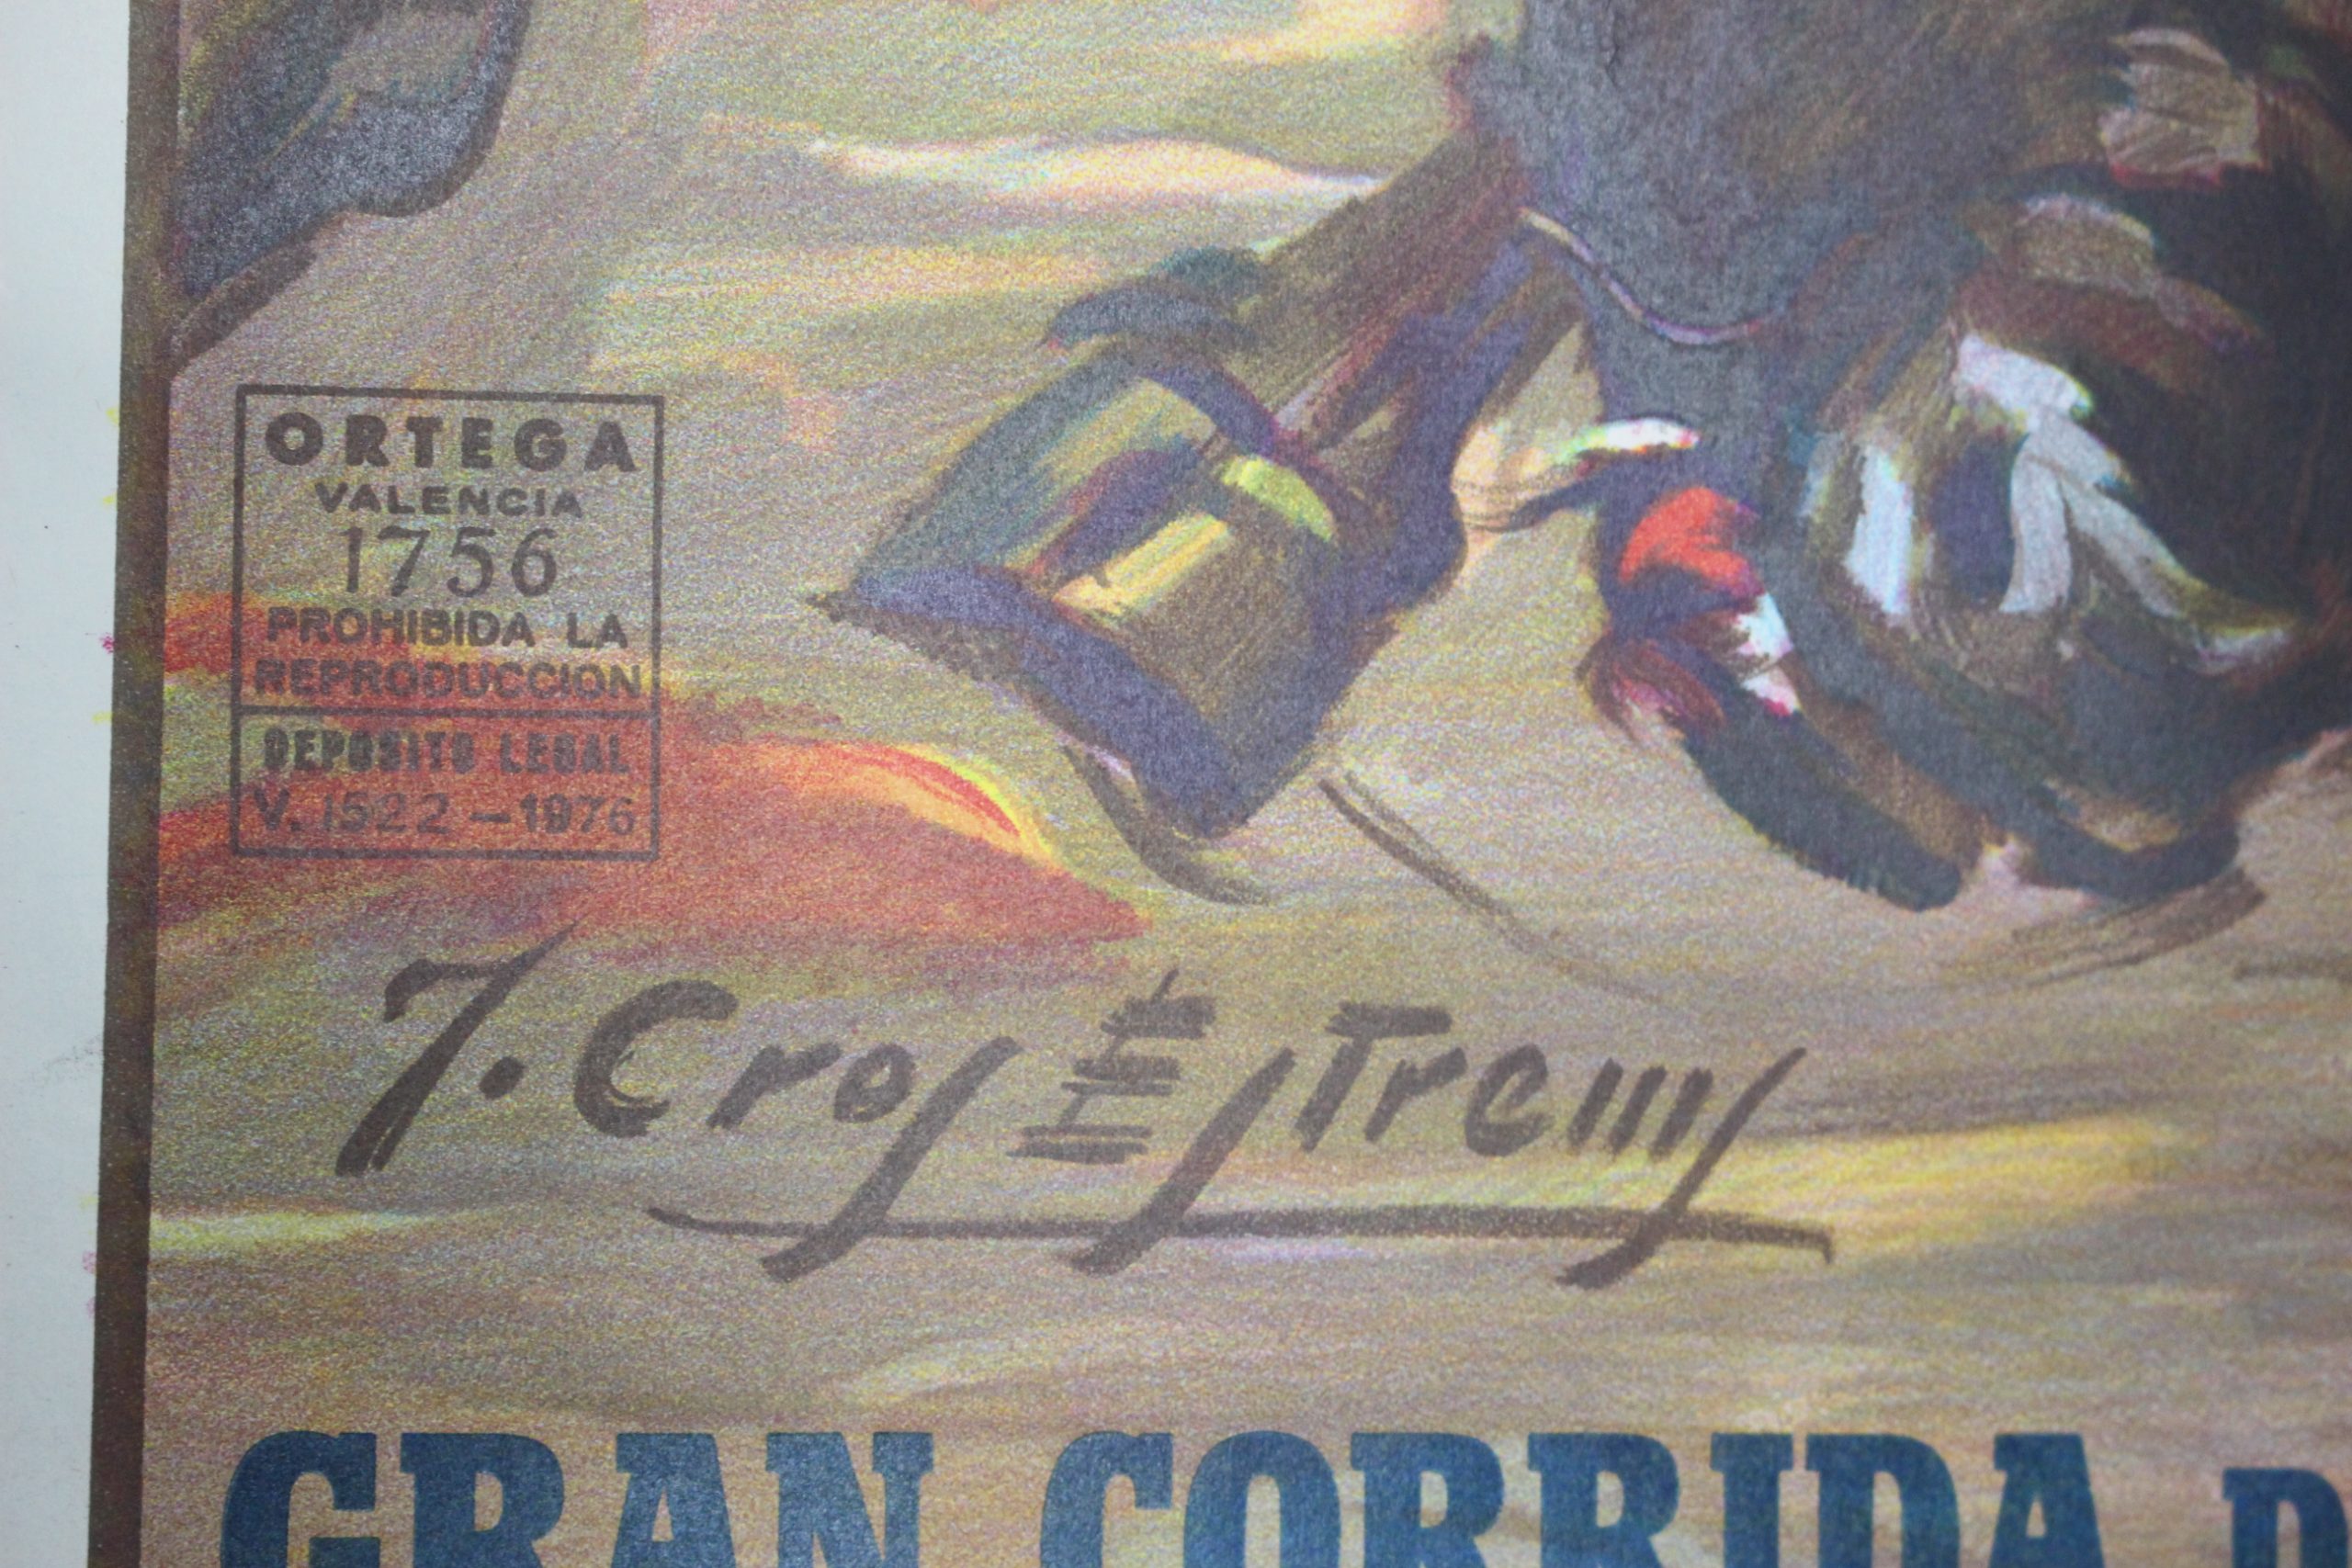 ORTEGA
VALENCIA
1756
PROHIBIDA LA
REPRODUCCION
DEPOSITO LEGAL
V. 1522 - 1976
J. Cros Estrems
GRAN CORRIDA D